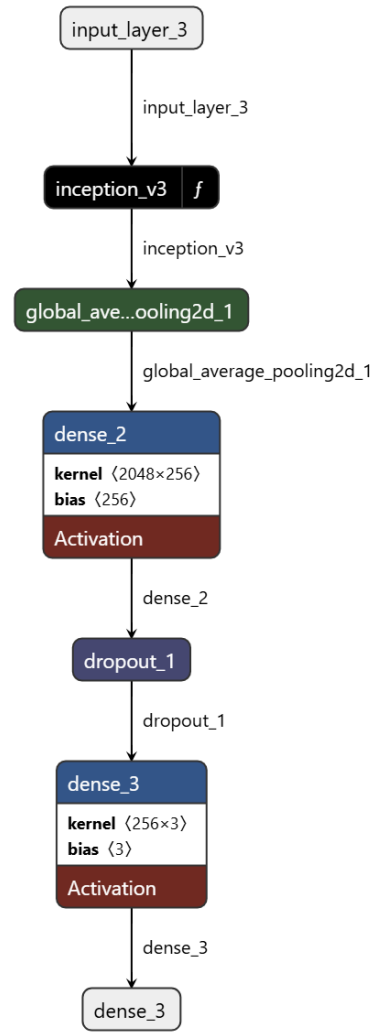 input_layer_3
input_layer_3
inception_v3 ƒ
inception_v3
global_ave...ooling2d_1
global_average_pooling2d_1
dense_2
kernel ⟨2048×256⟩
bias ⟨256⟩
Activation
dense_2
dropout_1
dropout_1
dense_3
kernel ⟨256×3⟩
bias ⟨3⟩
Activation
dense_3
dense_3